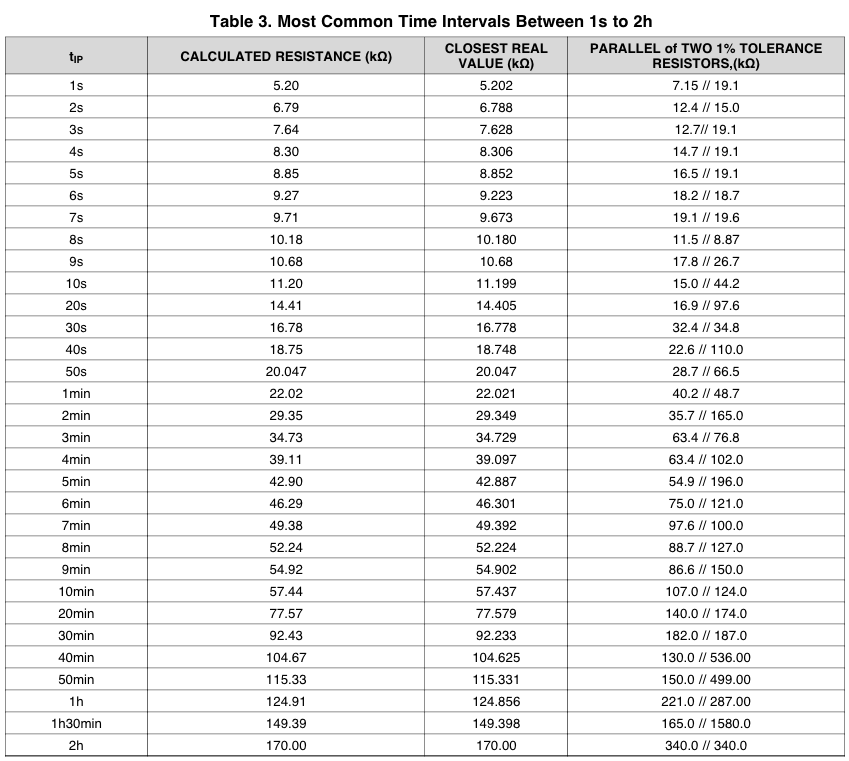 Table 3. Most Common Time Intervals Between 1s to 2h
tIP CALCULATED RESISTANCE (kΩ) CLOSEST REAL VALUE (kΩ) PARALLEL of TWO 1% TOLERANCE RESISTORS,(kΩ)
1s 5.20 5.202 7.15 // 19.1
2s 6.79 6.788 12.4 // 15.0
3s 7.64 7.628 12.7// 19.1
4s 8.30 8.306 14.7 // 19.1
5s 8.85 8.852 16.5 // 19.1
6s 9.27 9.223 18.2 // 18.7
7s 9.71 9.673 19.1 // 19.6
8s 10.18 10.180 11.5 // 8.87
9s 10.68 10.68 17.8 // 26.7
10s 11.20 11.199 15.0 // 44.2
20s 14.41 14.405 16.9 // 97.6
30s 16.78 16.778 32.4 // 34.8
40s 18.75 18.748 22.6 // 110.0
50s 20.047 20.047 28.7 // 66.5
1min 22.02 22.021 40.2 // 48.7
2min 29.35 29.349 35.7 // 165.0
3min 34.73 34.729 63.4 // 76.8
4min 39.11 39.097 63.4 // 102.0
5min 42.90 42.887 54.9 // 196.0
6min 46.29 46.301 75.0 // 121.0
7min 49.38 49.392 97.6 // 100.0
8min 52.24 52.224 88.7 // 127.0
9min 54.92 54.902 86.6 // 150.0
10min 57.44 57.437 107.0 // 124.0
20min 77.57 77.579 140.0 // 174.0
30min 92.43 92.233 182.0 // 187.0
40min 104.67 104.625 130.0 // 536.00
50min 115.33 115.331 150.0 // 499.00
1h 124.91 124.856 221.0 // 287.00
1h30min 149.39 149.398 165.0 // 1580.0
2h 170.00 170.00 340.0 // 340.0